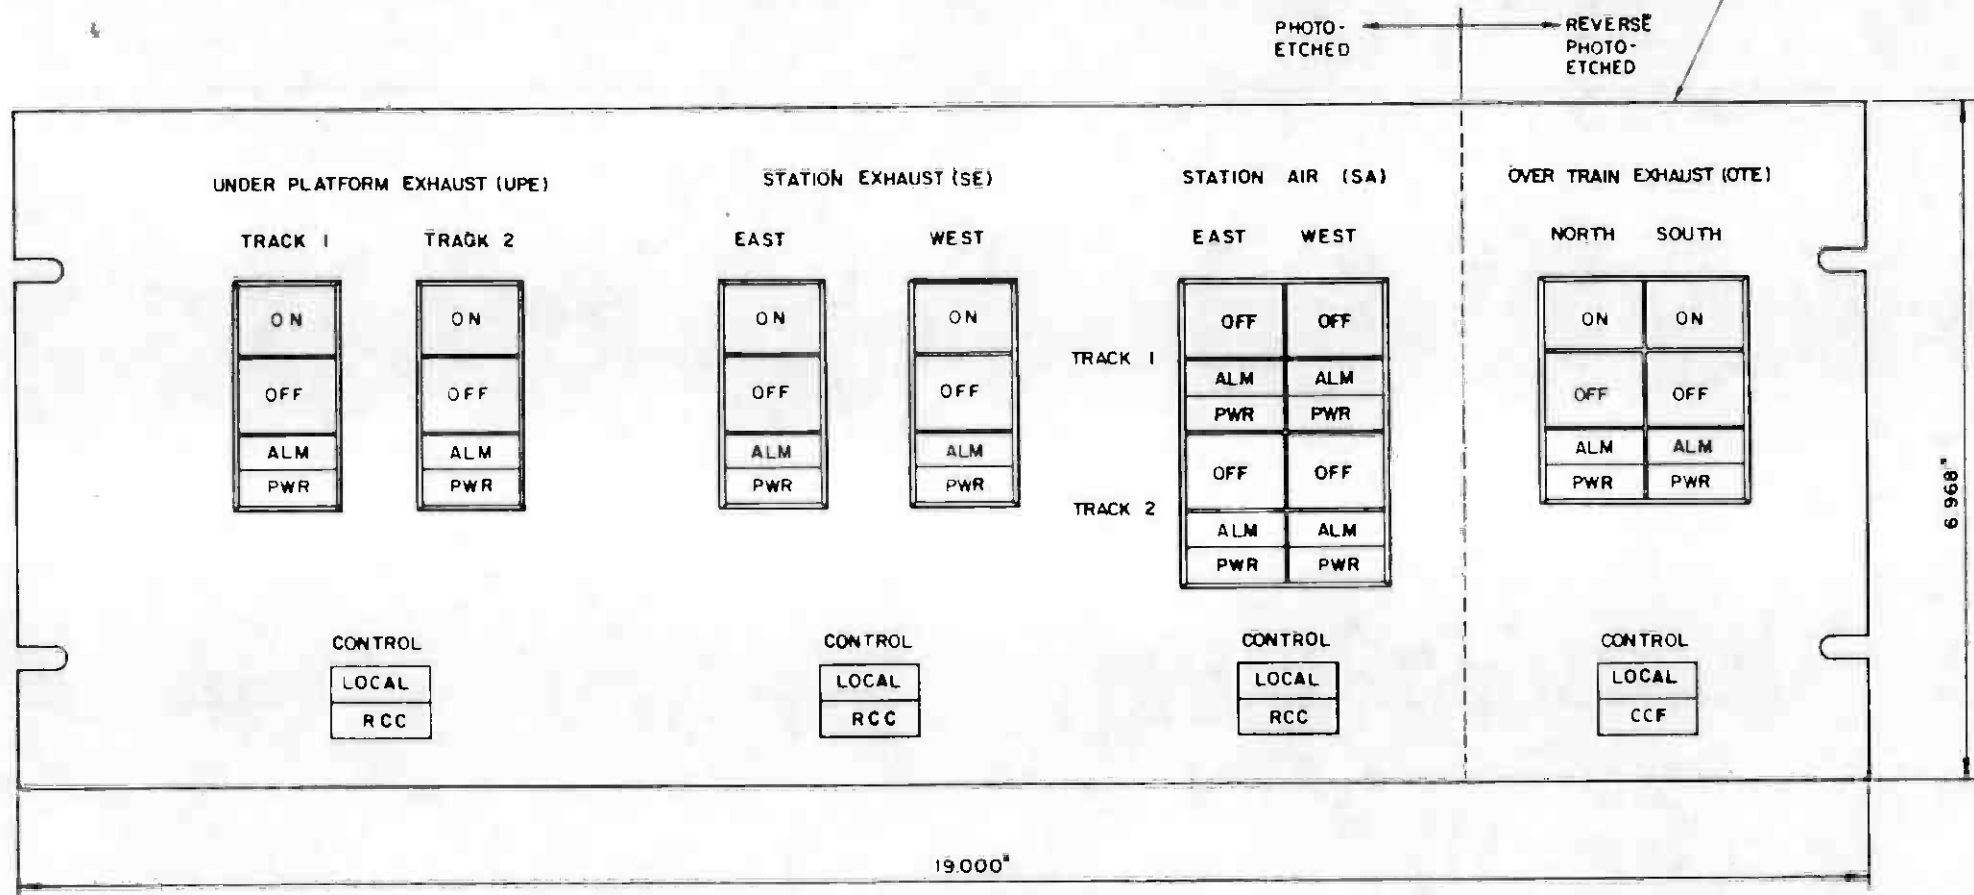 PHOTO-
ETCHED
REVERSE
PHOTO-
ETCHED
UNDER PLATFORM EXHAUST (UPE)
TRACK 1
TRACK 2
ON
OFF
ALM
PWR
ON
OFF
ALM
PWR
CONTROL
LOCAL
RCC
STATION EXHAUST (SE)
EAST
WEST
ON
OFF
ALM
PWR
ON
OFF
ALM
PWR
CONTROL
LOCAL
RCC
STATION AIR (SA)
EAST WEST
TRACK 1
OFF OFF
ALM ALM
PWR PWR
TRACK 2
OFF OFF
ALM ALM
PWR PWR
CONTROL
LOCAL
RCC
OVER TRAIN EXHAUST (OTE)
NORTH SOUTH
ON ON
OFF OFF
ALM ALM
PWR PWR
CONTROL
LOCAL
CCF
6.968"
19.000"